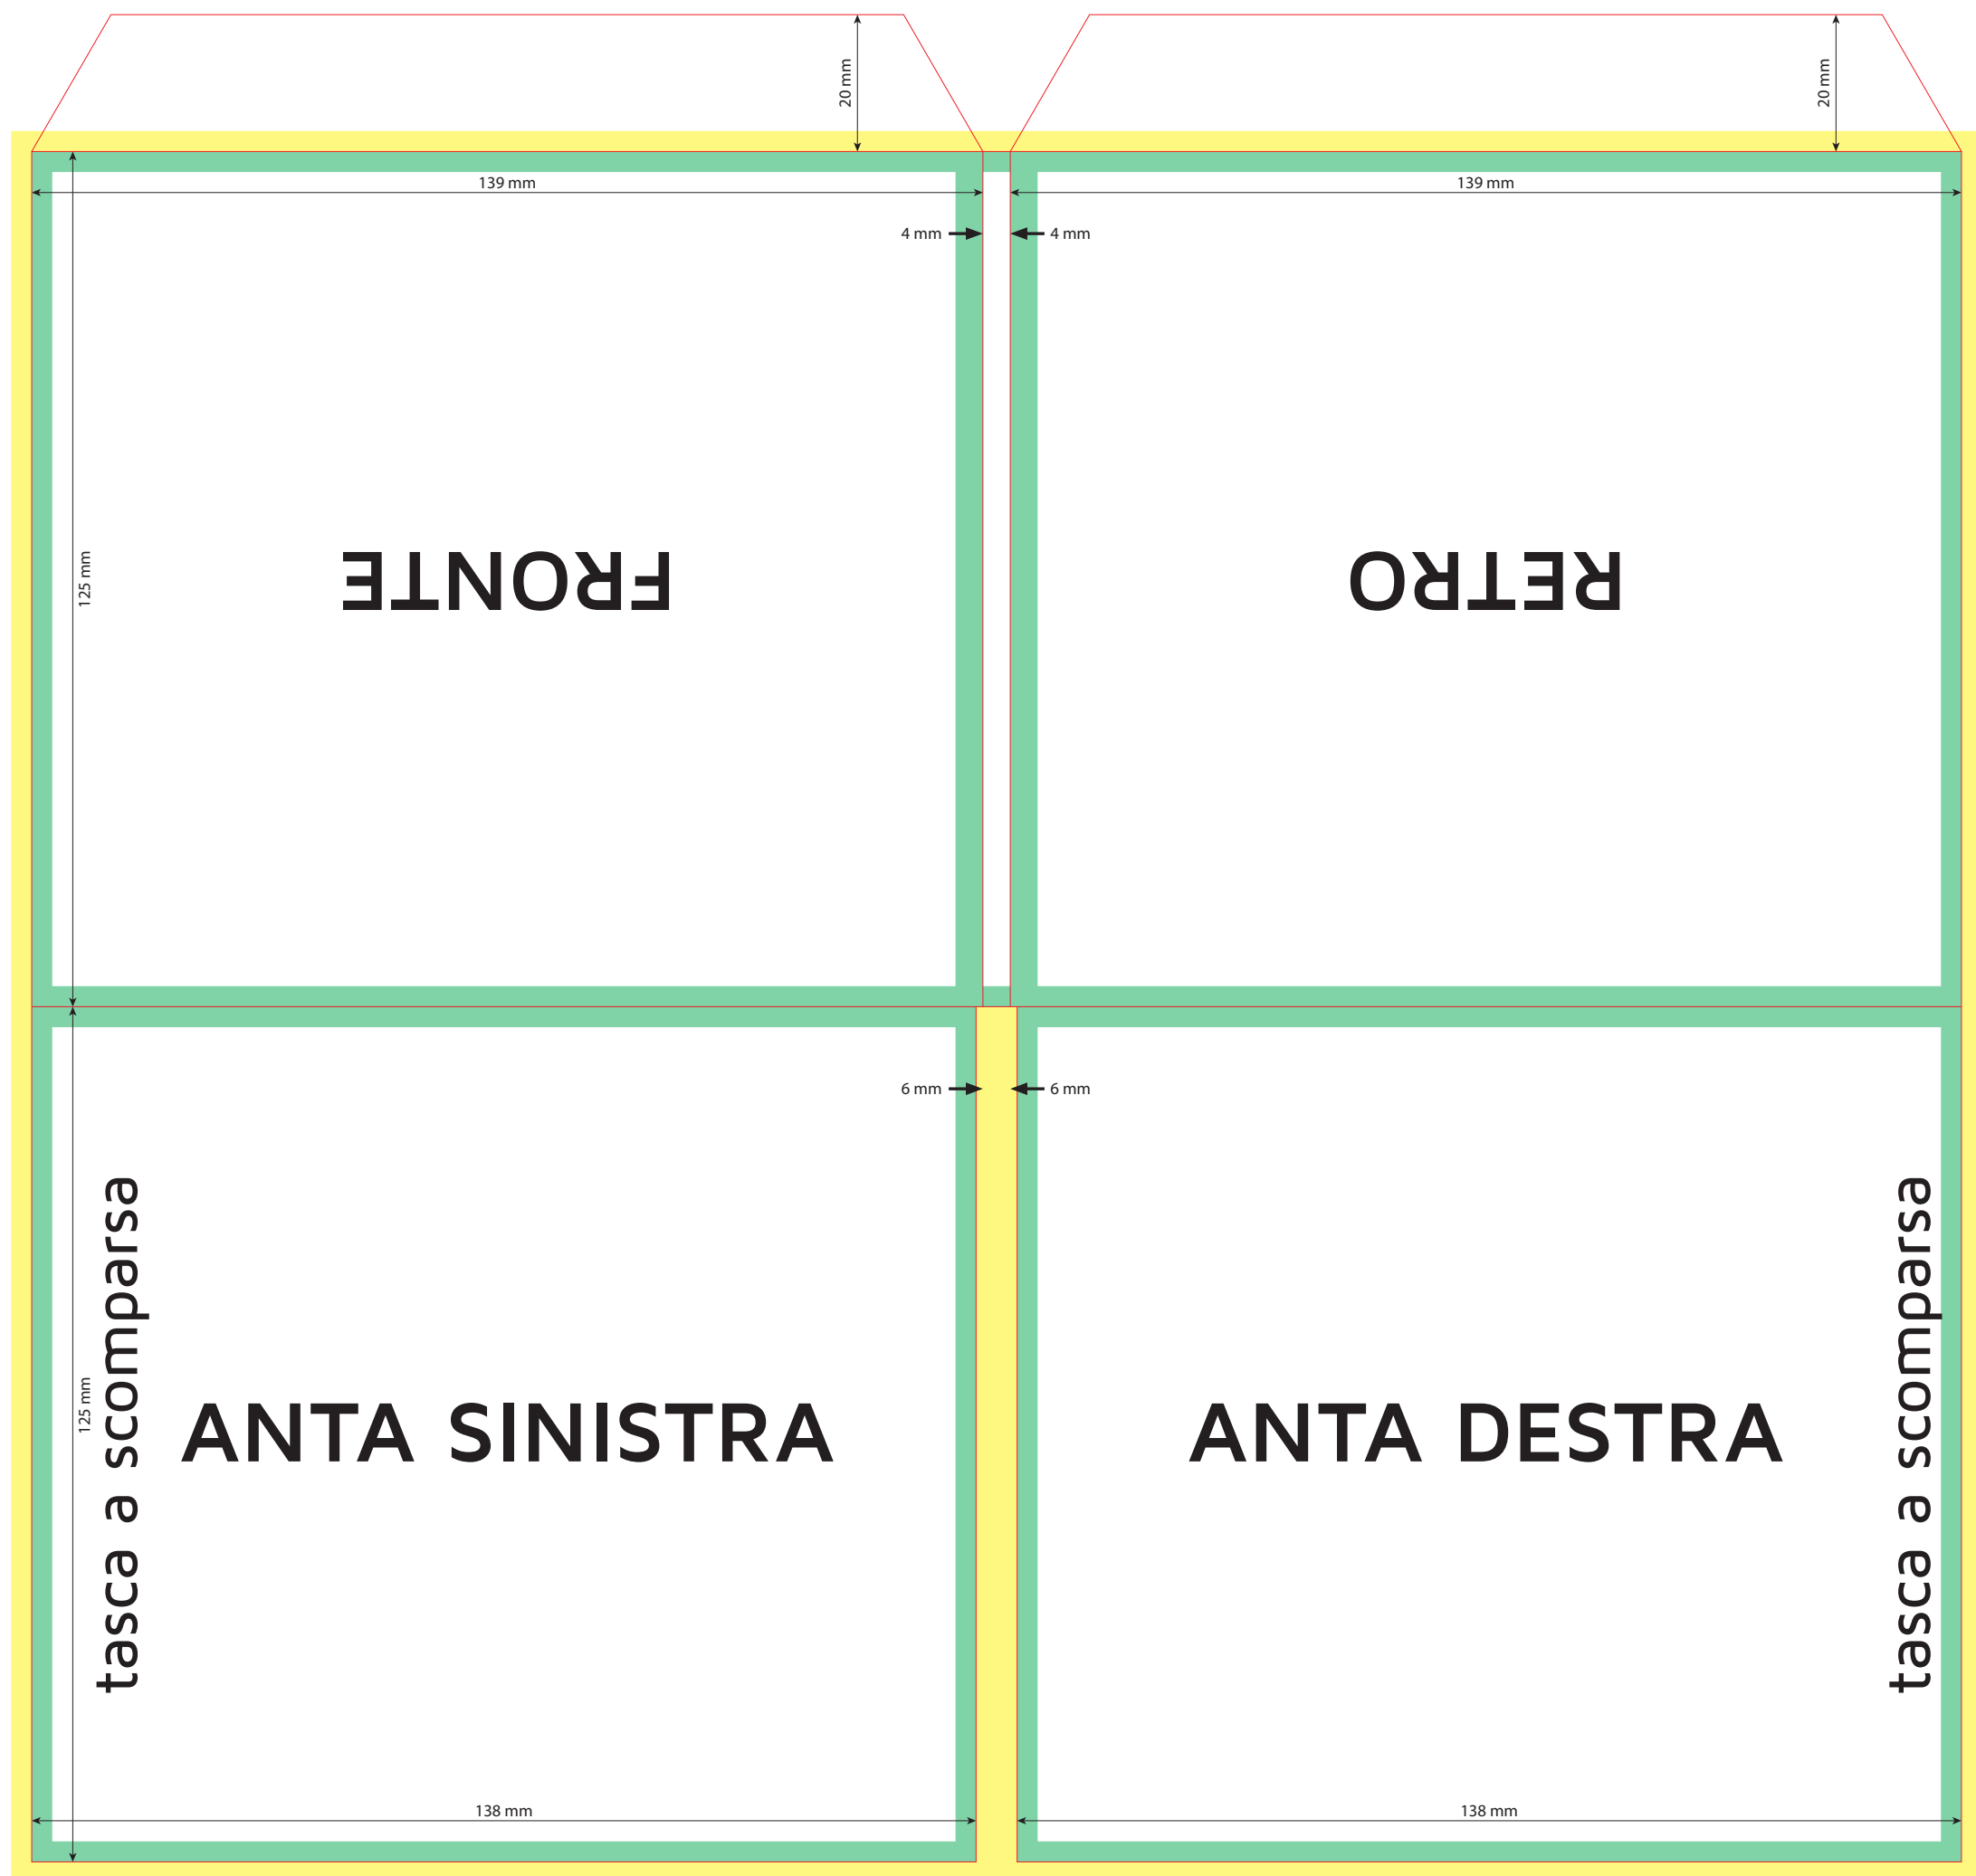 20 mm
20 mm
139 mm
139 mm
4 mm
4 mm
125 mm
FRONTE
RETRO
6 mm
6 mm
tasca a scomparsa
tasca a scomparsa
125 mm
ANTA SINISTRA
ANTA DESTRA
138 mm
138 mm